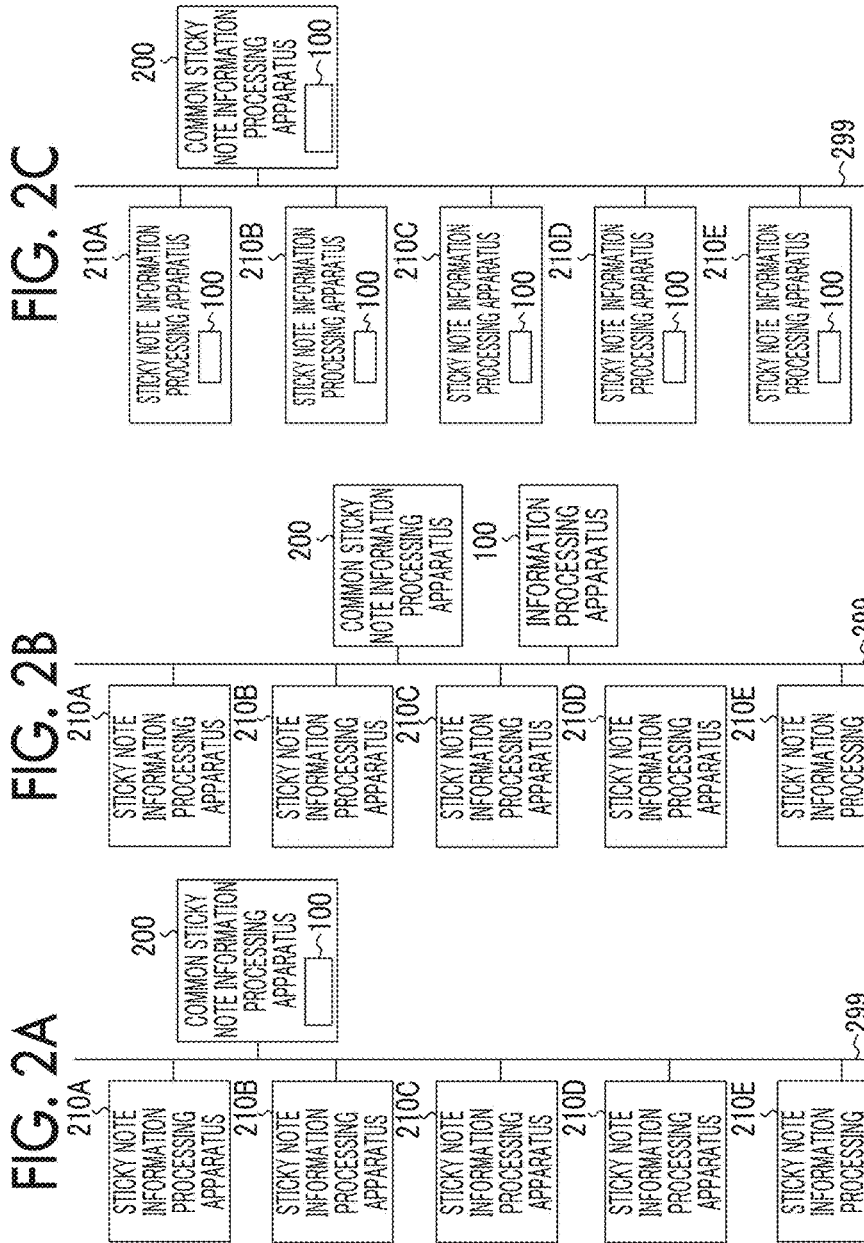 FIG. 2A
210A
STICKY NOTE
INFORMATION
PROCESSING
APPARATUS
200
COMMON STICKY
NOTE INFORMATION
PROCESSING
APPARATUS
100
210B
STICKY NOTE
INFORMATION
PROCESSING
APPARATUS
210C
STICKY NOTE
INFORMATION
PROCESSING
APPARATUS
210D
STICKY NOTE
INFORMATION
PROCESSING
APPARATUS
210E
STICKY NOTE
INFORMATION
PROCESSING
299
FIG. 2B
210A
STICKY NOTE
INFORMATION
PROCESSING
APPARATUS
210B
STICKY NOTE
INFORMATION
PROCESSING
APPARATUS
200
COMMON STICKY
NOTE INFORMATION
PROCESSING
APPARATUS
210C
STICKY NOTE
INFORMATION
PROCESSING
APPARATUS
100
INFORMATION
PROCESSING
APPARATUS
210D
STICKY NOTE
INFORMATION
PROCESSING
APPARATUS
210E
STICKY NOTE
INFORMATION
PROCESSING
299
FIG. 2C
210A
STICKY NOTE INFORMATION
PROCESSING APPARATUS
100
200
COMMON STICKY
NOTE INFORMATION
PROCESSING
APPARATUS
100
210B
STICKY NOTE INFORMATION
PROCESSING APPARATUS
100
210C
STICKY NOTE INFORMATION
PROCESSING APPARATUS
100
210D
STICKY NOTE INFORMATION
PROCESSING APPARATUS
100
210E
STICKY NOTE INFORMATION
PROCESSING APPARATUS
100
299